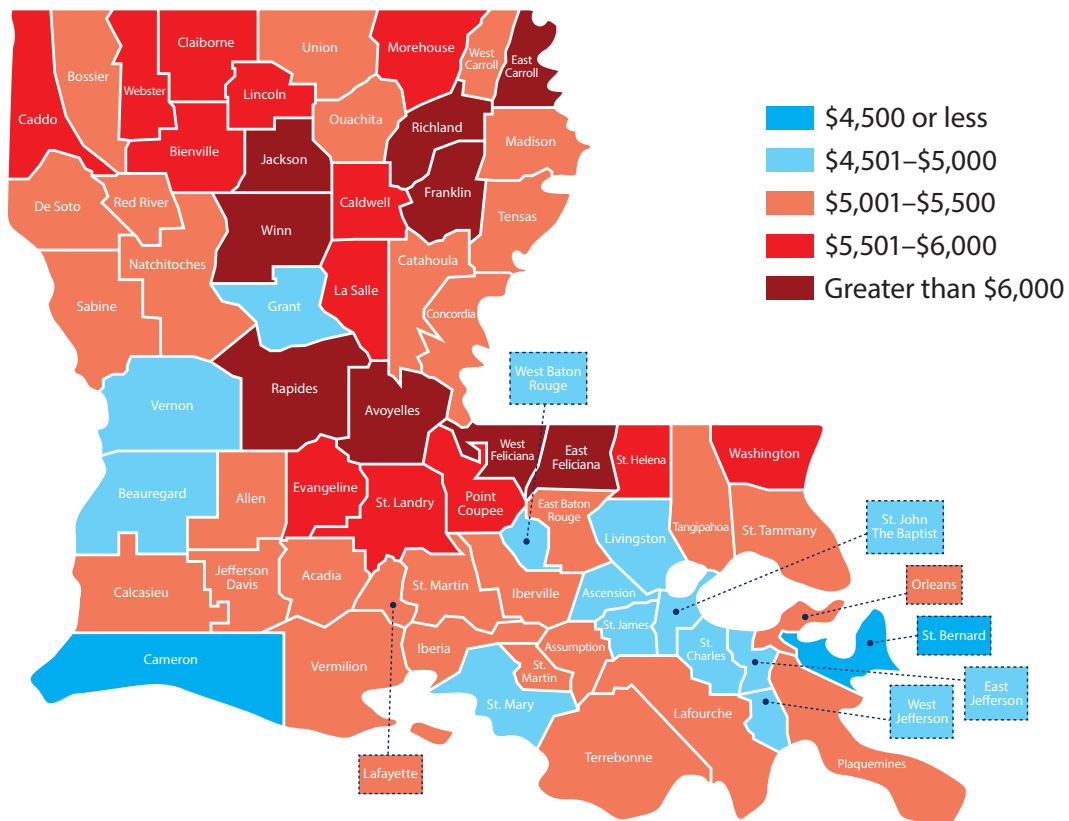 Claiborne
Union
Morehouse
West
Carroll
East
Carroll
Bossier
Webster
Lincoln
Caddo
Ouachita
Richland
Madison
Bienville
Jackson
Franklin
De Soto
Red River
Caldwell
Tensas
Winn
Natchitoches
Catahoula
La Salle
Sabine
Grant
Concordia
$4,500 or less
$4,501–$5,000
$5,001–$5,500
$5,501–$6,000
Greater than $6,000
West Baton
Rouge
Vernon
Rapides
Avoyelles
West
Feliciana
East
Feliciana
St. Helena
Washington
Beauregard
Allen
Evangeline
St. Landry
Point
Coupee
East Baton
Rouge
Tangipahoa
St. Tammany
Livingston
St. John
The Baptist
Calcasieu
Jefferson
Davis
Acadia
St. Martin
Iberville
Ascension
Orleans
St. James
St. Bernard
Cameron
Vermilion
Iberia
Assumption
St.
Charles
St.
Martin
East
Jefferson
St. Mary
Lafourche
West
Jefferson
Terrebonne
Plaquemines
Lafayette